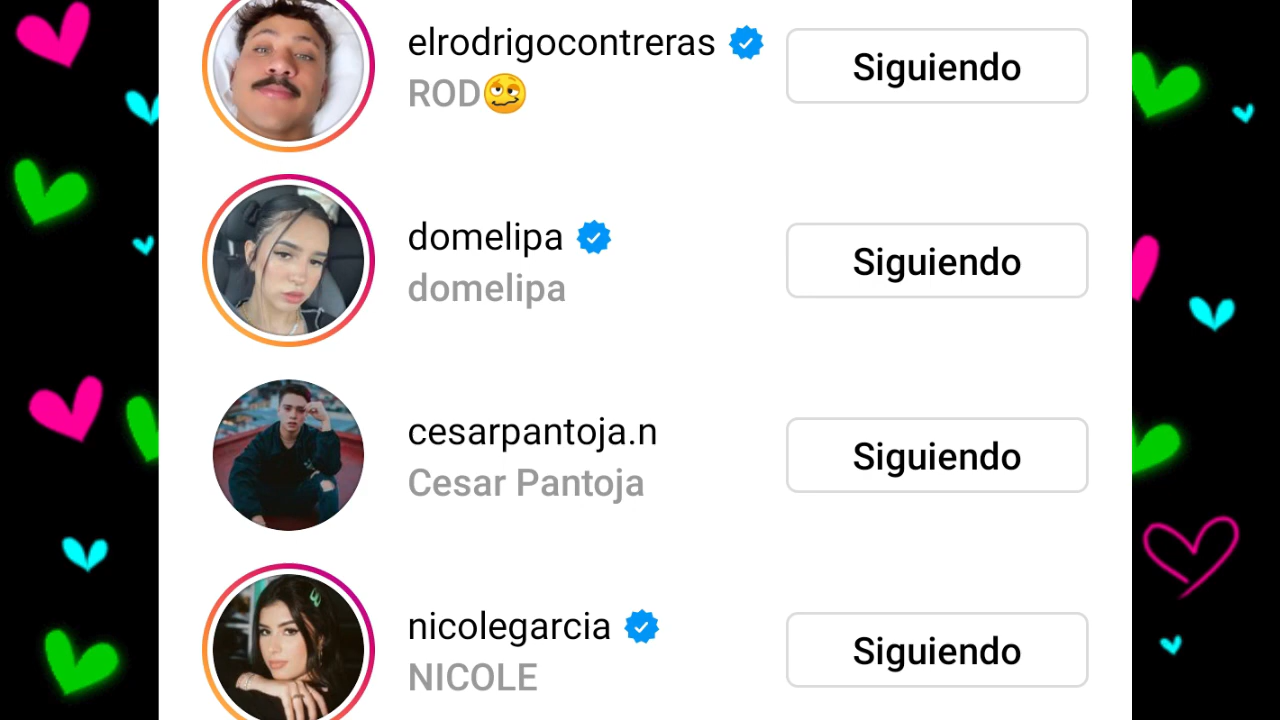 elrodrigocontreras
ROD🥴
Siguiendo
domelipa
domelipa
Siguiendo
cesarpantoja.n
Cesar Pantoja
Siguiendo
nicolegarcia
NICOLE
Siguiendo